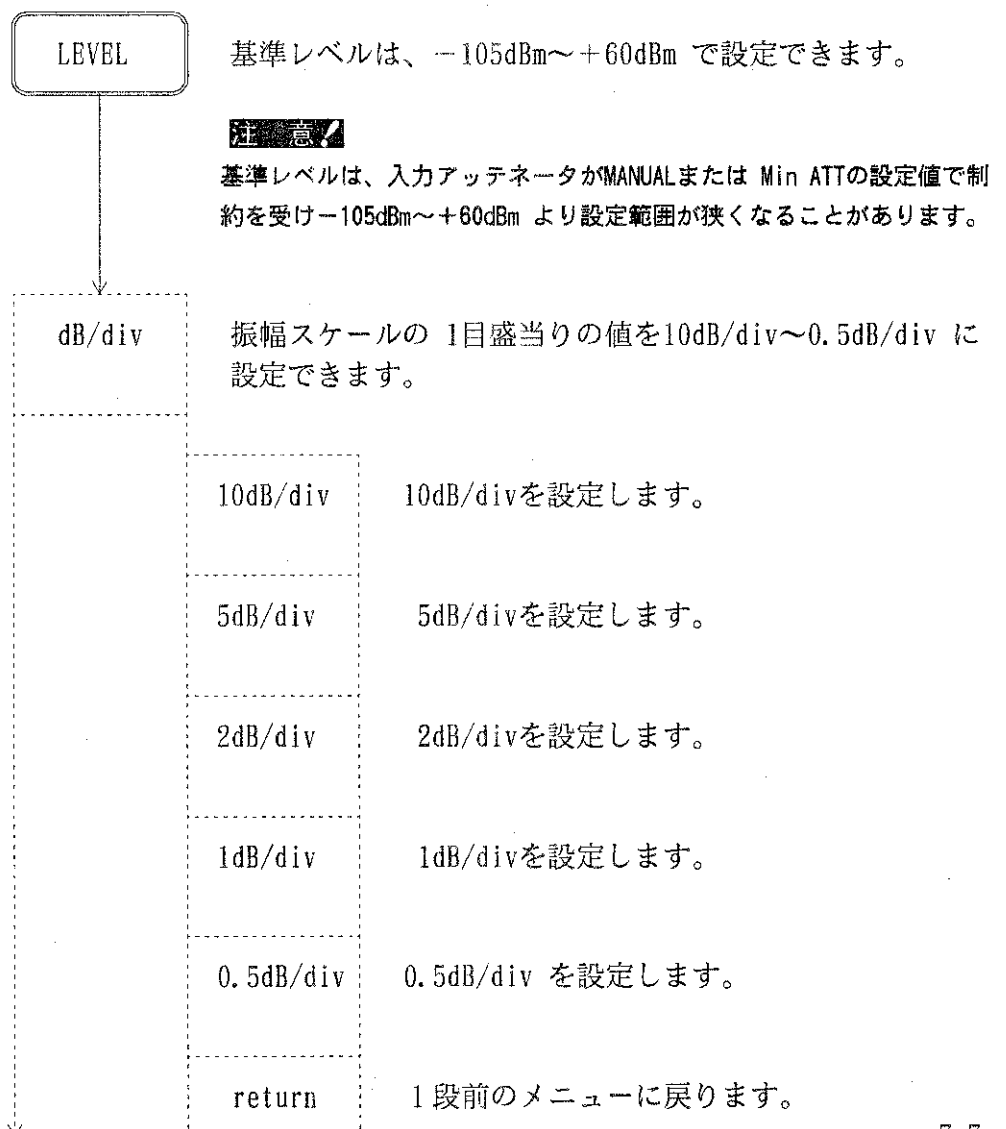 LEVEL 基準レベルは、－105dBm～＋60dBm で設定できます。
注 意！
基準レベルは、入力アッテネータがMANUALまたは Min ATTの設定値で制
約を受け－105dBm～＋60dBm より設定範囲が狭くなることがあります。
dB/div 振幅スケールの 1目盛当りの値を10dB/div～0.5dB/div に
設定できます。
10dB/div 10dB/divを設定します。
5dB/div 5dB/divを設定します。
2dB/div 2dB/divを設定します。
1dB/div 1dB/divを設定します。
0.5dB/div 0.5dB/div を設定します。
return 1段前のメニューに戻ります。